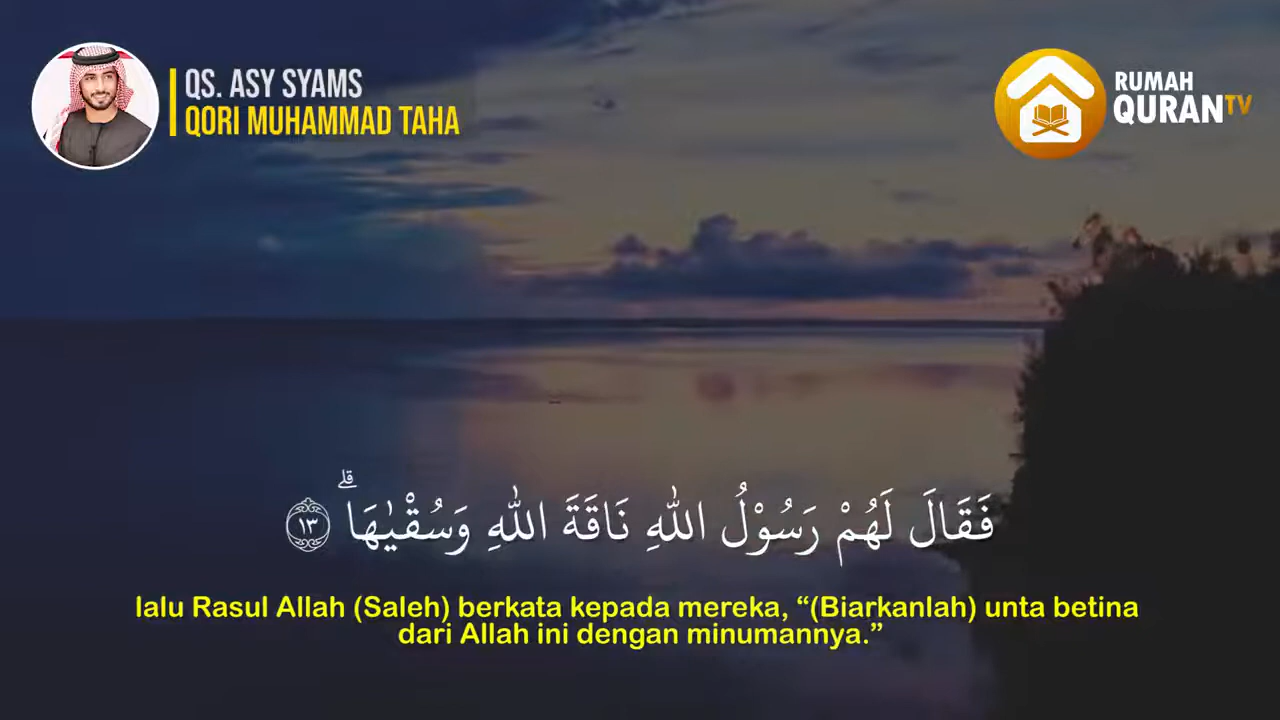 QS. ASY SYAMS
QORI MUHAMMAD TAHA
RUMAH
QURANTV
فَقَالَ لَهُمْ رَسُوْلُ اللّٰهِ نَاقَةَ اللّٰهِ وَسُقْيٰهَاۗ ١٣
lalu Rasul Allah (Saleh) berkata kepada mereka, “(Biarkanlah) unta betina
dari Allah ini dengan minumannya.”